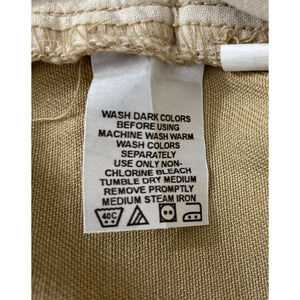 WASH DARK COLORS
BEFORE USING
MACHINE WASH WARM
WASH COLORS
SEPARATELY
USE ONLY NON-
CHLORINE BLEACH
TUMBLE DRY MEDIUM
REMOVE PROMPTLY
MEDIUM STEAM IRON
40C